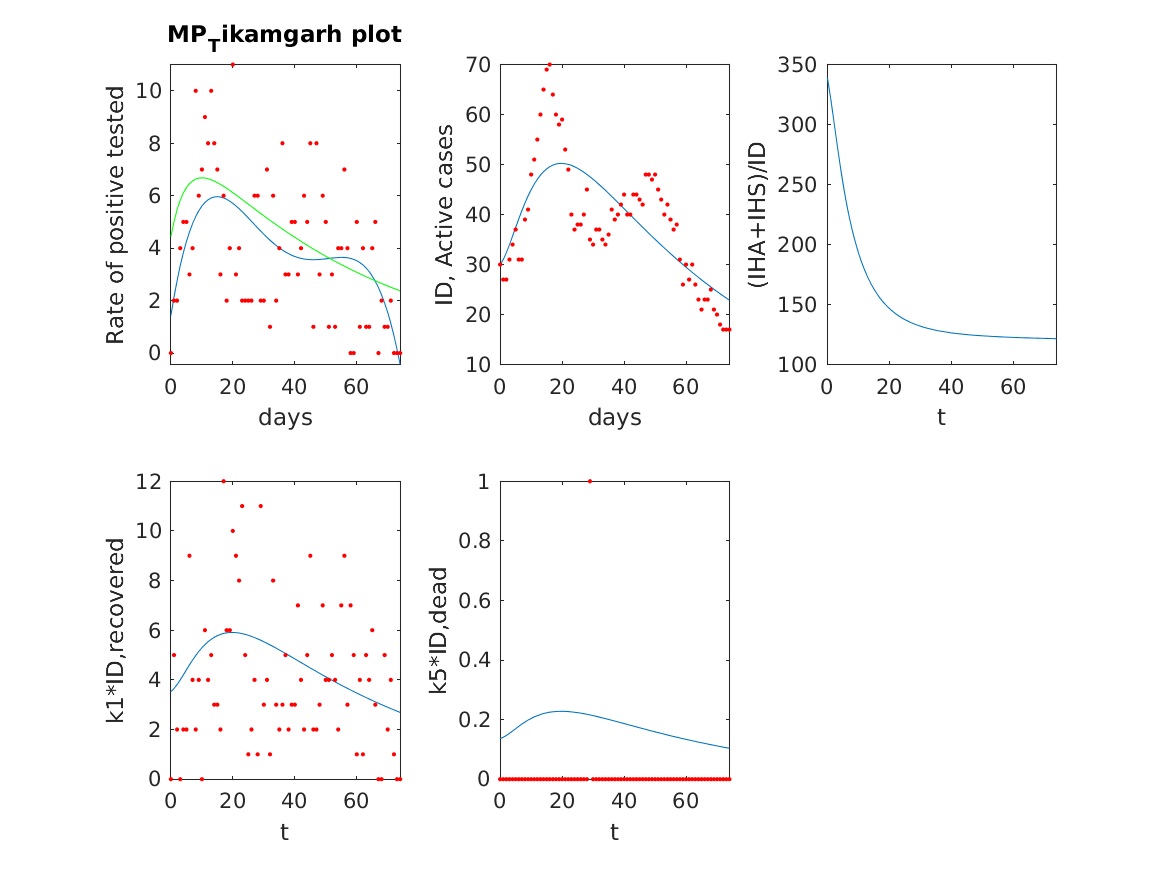 MP_Tikamgarh plot
Rate of positive tested
10
8
6
4
2
0
0 20 40 60
days
ID, Active cases
70
60
50
40
30
20
10
0 20 40 60
days
(IHA+IHS)/ID
350
300
250
200
150
100
0 20 40 60
t
k1*ID,recovered
12
10
8
6
4
2
0
0 20 40 60
t
k5*ID,dead
1
0.8
0.6
0.4
0.2
0
0 20 40 60
t